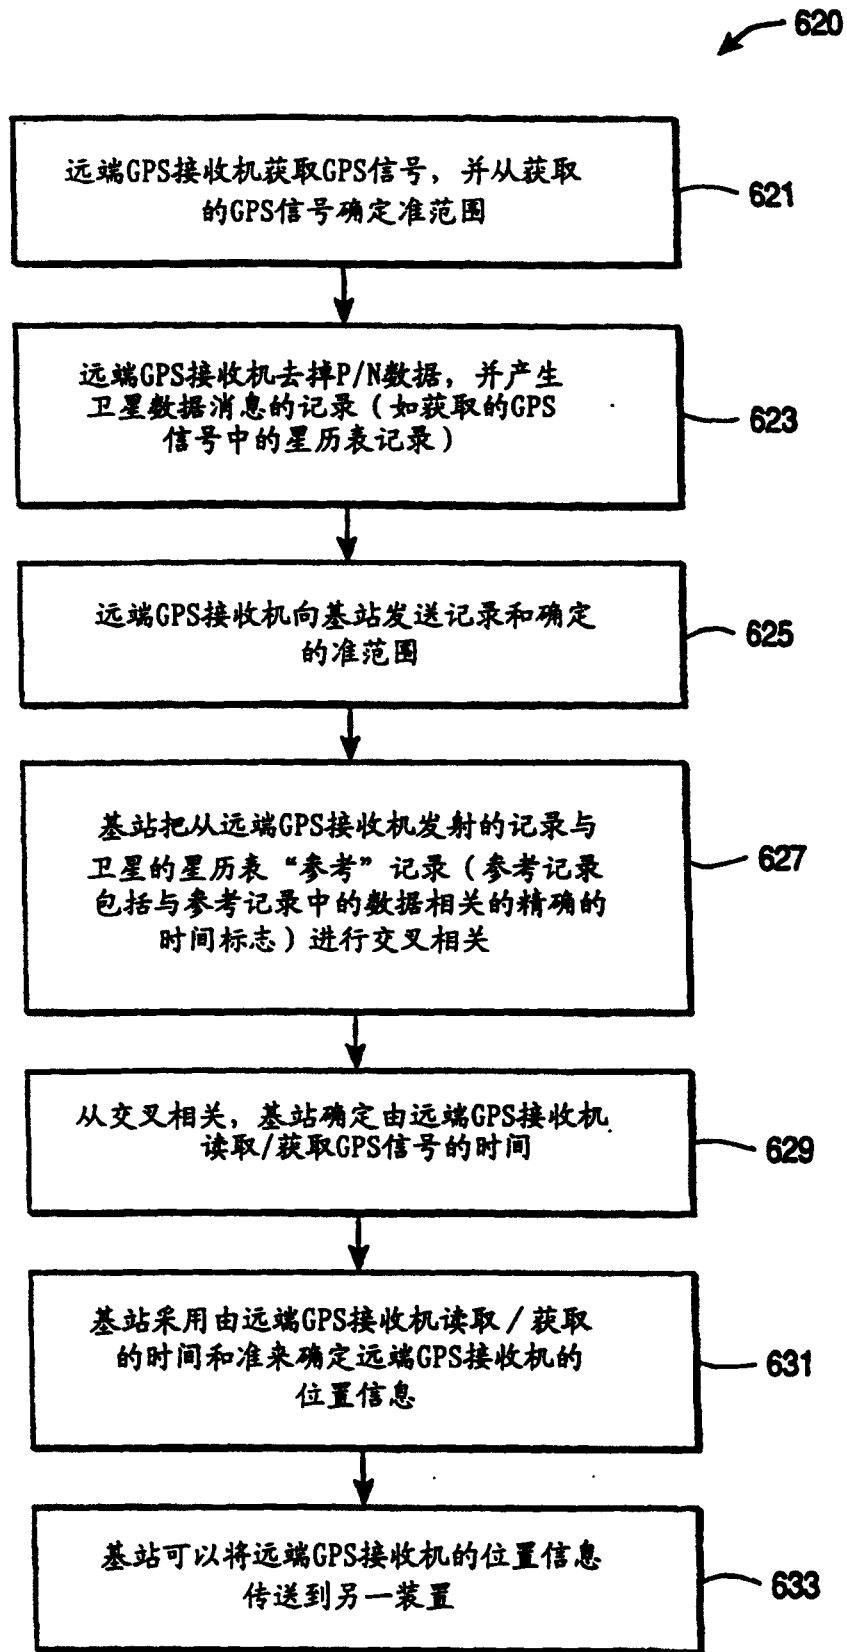 620
远端GPS接收机获取GPS信号，并从获取
的GPS信号确定准范围
621
远端GPS接收机去掉P/N数据，并产生
卫星数据消息的记录（如获取的GPS
信号中的星历表记录）
623
远端GPS接收机向基站发送记录和确定
的准范围
625
基站把从远端GPS接收机发射的记录与
卫星的星历表“参考”记录（参考记录
包括与参考记录中的数据相关的精确的
时间标志）进行交叉相关
627
从交叉相关，基站确定由远端GPS接收机
读取/获取GPS信号的时间
629
基站采用由远端GPS接收机读取/获取
的时间和准来确定远端GPS接收机的
位置信息
631
基站可以将远端GPS接收机的位置信息
传送到另一装置
633